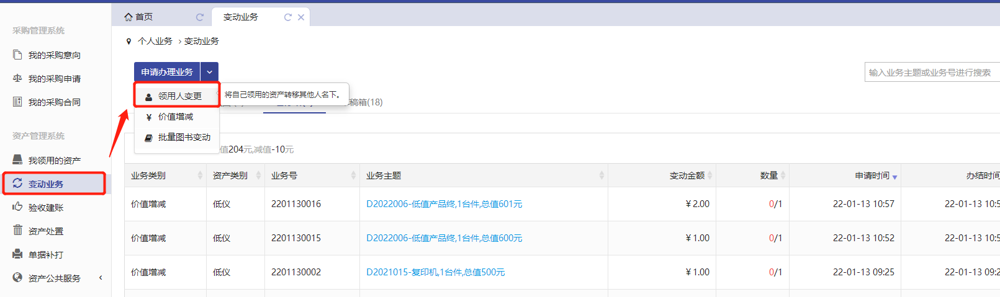 首页
变动业务
采购管理系统
我的采购意向
我的采购申请
我的采购合同
资产管理系统
我领用的资产
变动业务
验收建账
资产处置
单据补打
资产公共服务
个人业务 › 变动业务
申请办理业务
输入业务主题或业务号进行搜索
领用人变更
将自己领用的资产转移其他人名下。
价值增减
批量图书变动
稿箱(18)
值204元,减值-10元
业务类别 资产类别 业务号 业务主题 变动金额 数量 申请时间 办结时间
价值增减 低仪 2201130016 D2022006-低值产品终,1台件,总值601元 ¥2.00 0/1 22-01-13 10:57 22-01-13 10:5
价值增减 低仪 2201130015 D2022006-低值产品终,1台件,总值600元 ¥1.00 0/1 22-01-13 10:52 22-01-13 10:5
价值增减 低仪 2201130002 D2021015-复印机,1台件,总值500元 ¥1.00 0/1 22-01-13 09:25 22-01-13 09:2